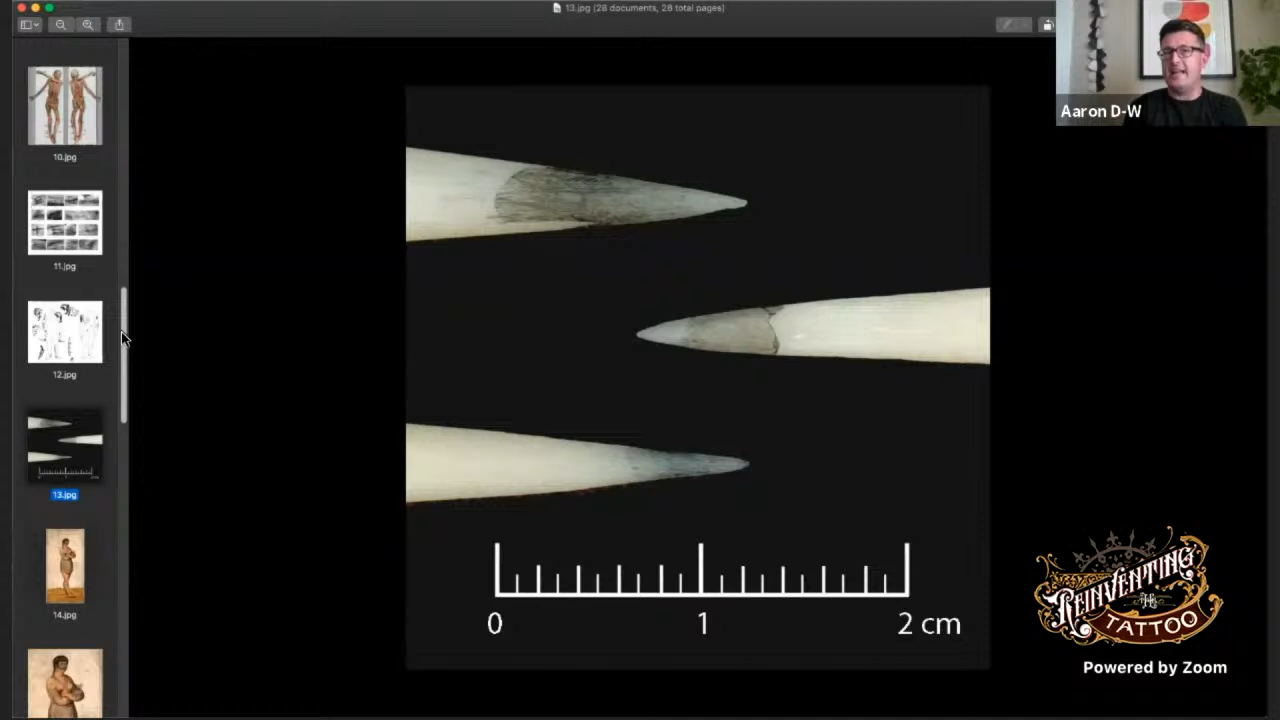 13.jpg (28 documents, 28 total pages)
10.jpg
11.jpg
12.jpg
13.jpg
14.jpg
0
1
2 cm
Aaron D-W
REINVENTING
THE
TATTOO
Powered by Zoom